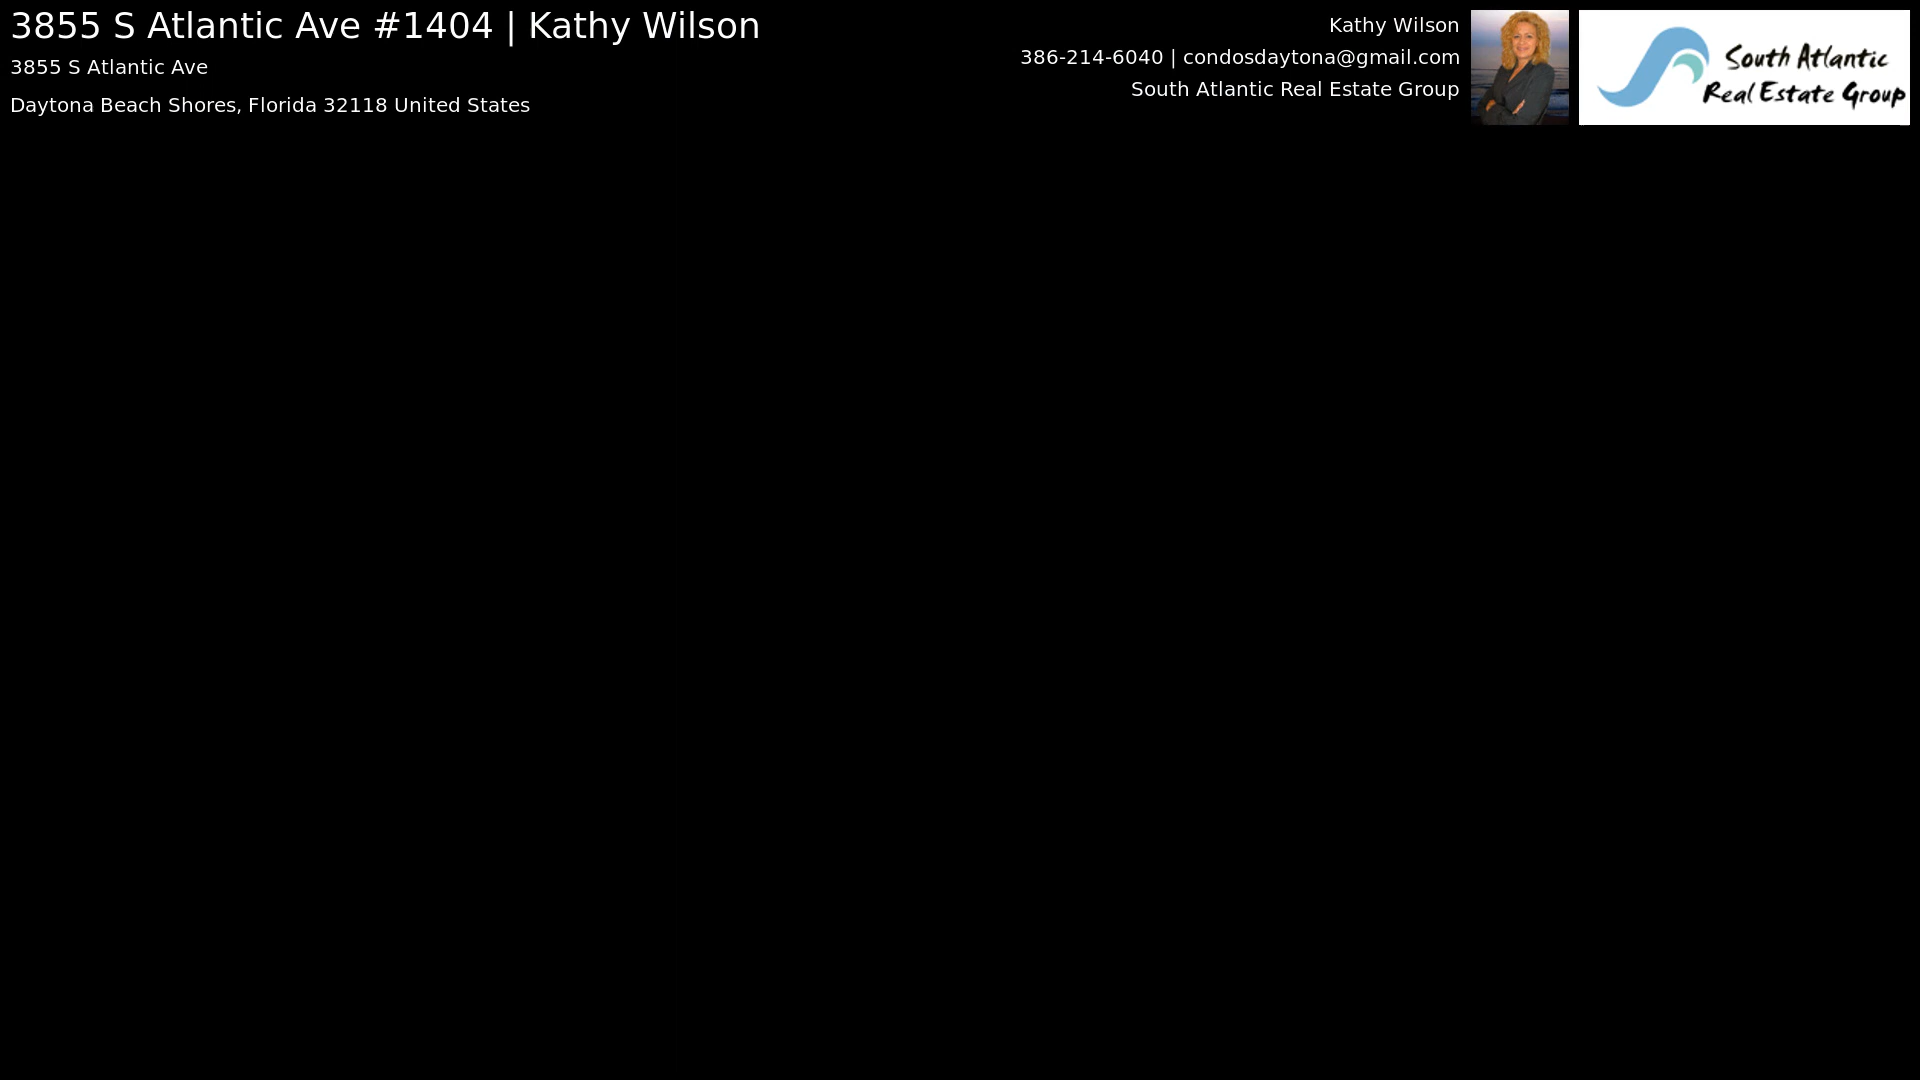 3855 S Atlantic Ave #1404 | Kathy Wilson
3855 S Atlantic Ave
Daytona Beach Shores, Florida 32118 United States
Kathy Wilson
386-214-6040 | condosdaytona@gmail.com
South Atlantic Real Estate Group
South Atlantic
Real Estate Group